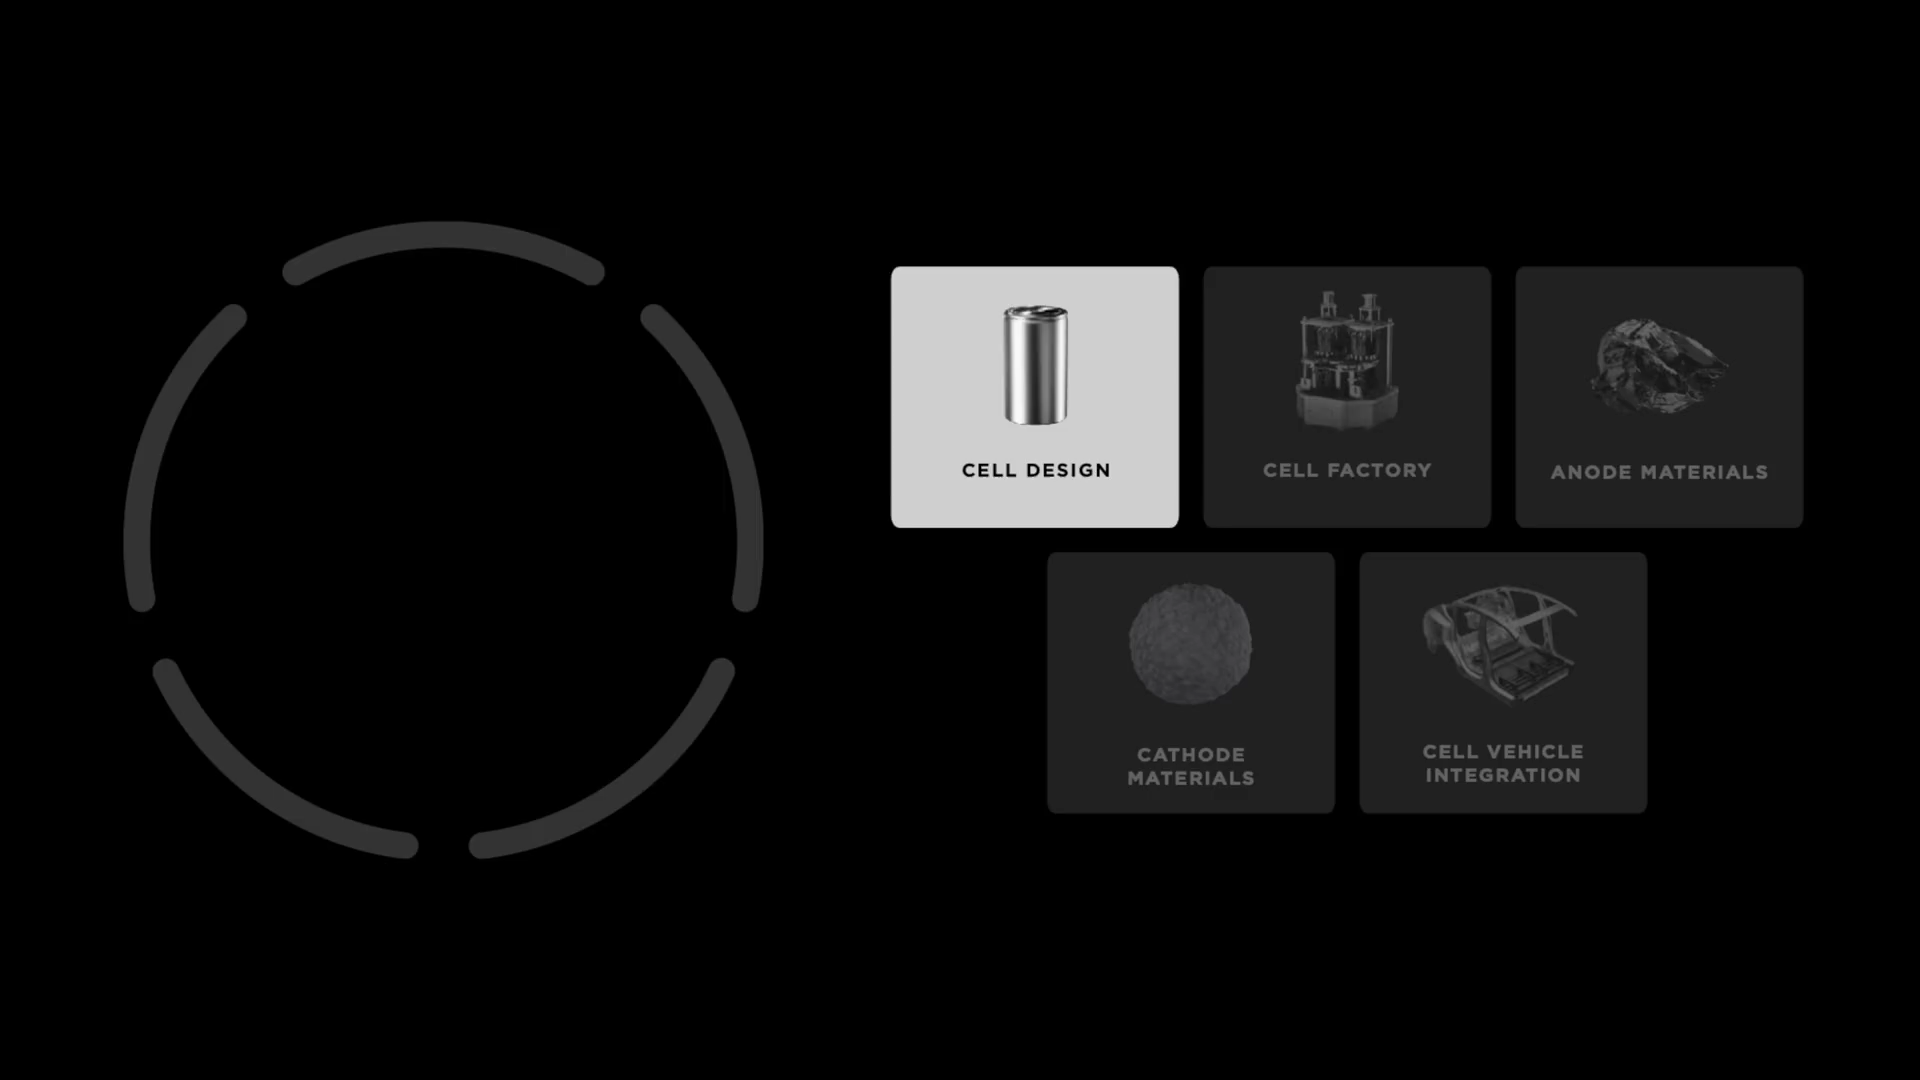 CELL DESIGN
CELL FACTORY
ANODE MATERIALS
CATHODE
MATERIALS
CELL VEHICLE
INTEGRATION